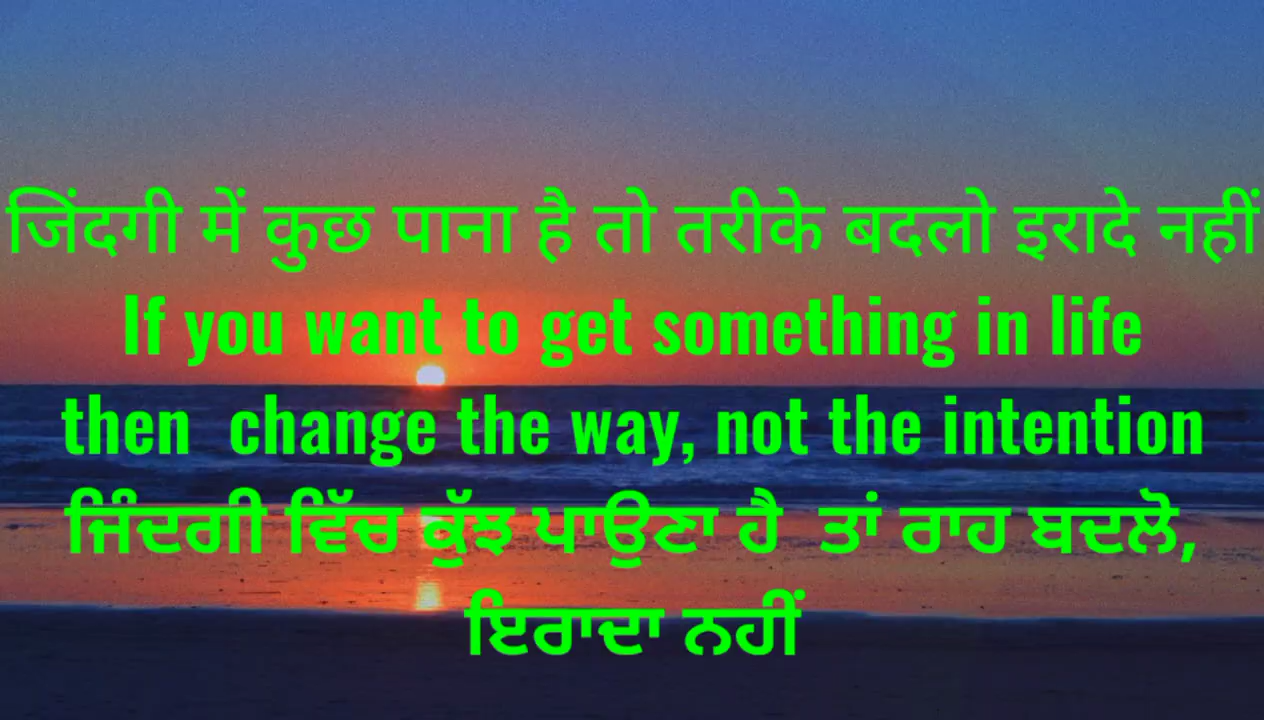 जिंदगी में कुछ पाना है तो तरीके बदलो इरादे नहीं
If you want to get something in life
then  change the way, not the intention
ਜਿੰਦਗੀ ਵਿੱਚ ਕੁੱਝ ਪਾਉਣਾ ਹੈ  ਤਾਂ ਰਾਹ ਬਦਲੋ,
ਇਰਾਦਾ ਨਹੀਂ